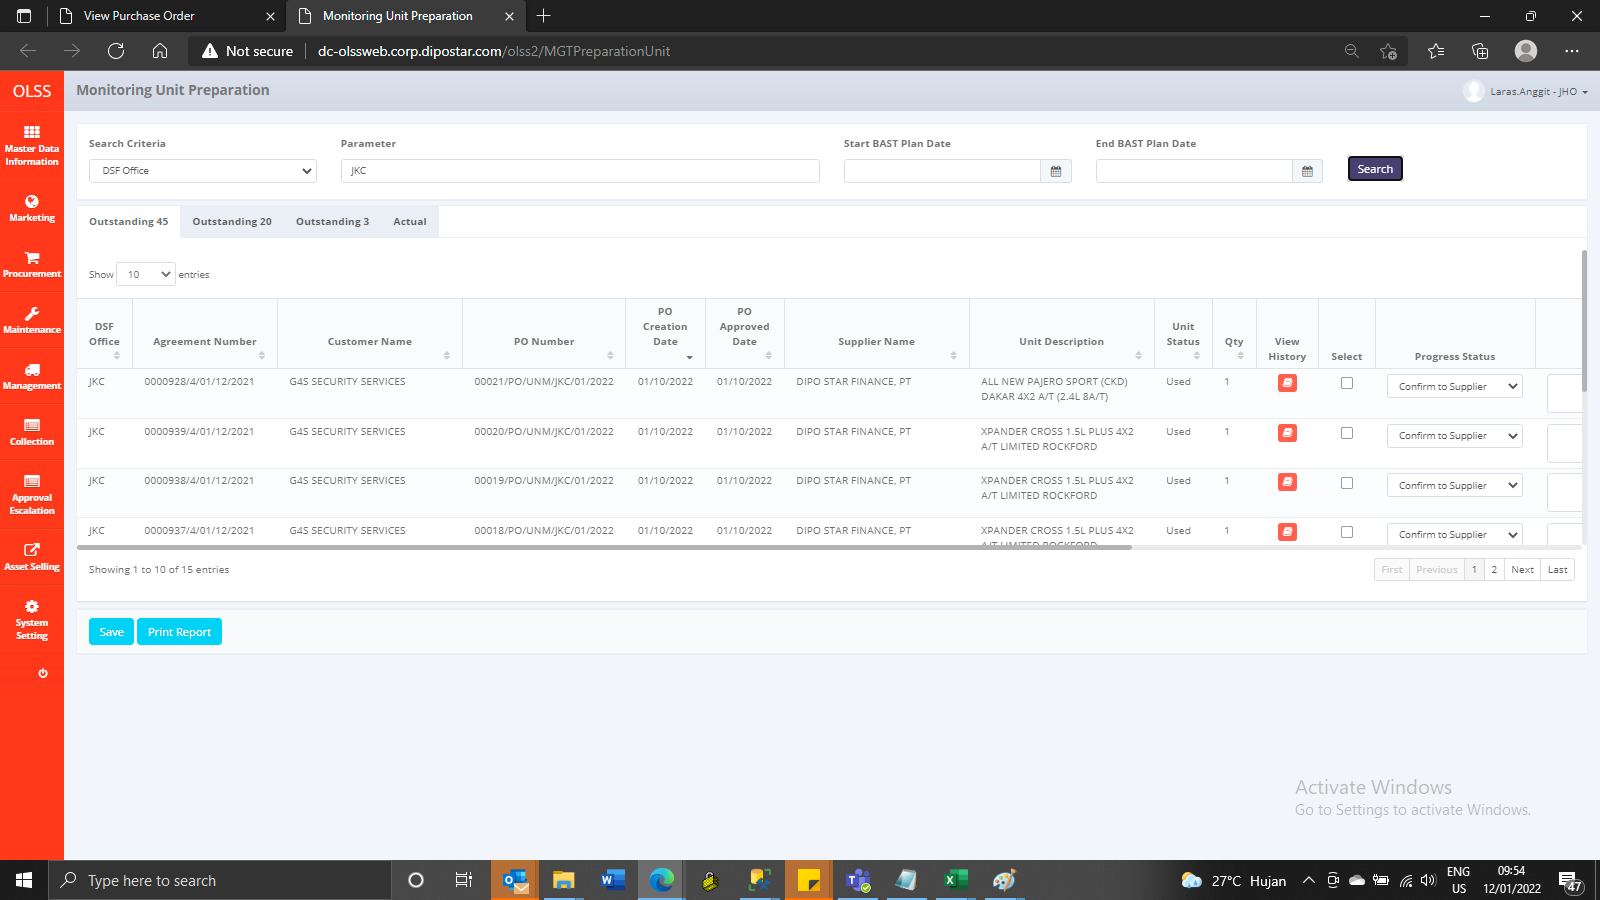 View Purchase Order
Monitoring Unit Preparation
Not secure
dc-olssweb.corp.dipostar.com/olss2/MGTPreparationUnit
OLSS
Monitoring Unit Preparation
Laras.Anggit - JHO
Master Data
Information
Marketing
Procurement
Maintenance
Management
Collection
Approval
Escalation
Asset Selling
System
Setting
Search Criteria
Parameter
Start BAST Plan Date
End BAST Plan Date
DSF Office
JKC
Search
Outstanding 45
Outstanding 20
Outstanding 3
Actual
Show 10 entries
DSF Office
Agreement Number
Customer Name
PO Number
PO Creation Date
PO Approved Date
Supplier Name
Unit Description
Unit Status
Qty
View History
Select
Progress Status
JKC 0000928/4/01/12/2021 G4S SECURITY SERVICES 00021/PO/UNM/JKC/01/2022 01/10/2022 01/10/2022 DIPO STAR FINANCE, PT ALL NEW PAJERO SPORT (CKD) Used 1 Confirm to Supplier
DAKAR 4X2 A/T (2.4L 8A/T)
JKC 0000939/4/01/12/2021 G4S SECURITY SERVICES 00020/PO/UNM/JKC/01/2022 01/10/2022 01/10/2022 DIPO STAR FINANCE, PT XPANDER CROSS 1.5L PLUS 4X2 Used 1 Confirm to Supplier
A/T LIMITED ROCKFORD
JKC 0000938/4/01/12/2021 G4S SECURITY SERVICES 00019/PO/UNM/JKC/01/2022 01/10/2022 01/10/2022 DIPO STAR FINANCE, PT XPANDER CROSS 1.5L PLUS 4X2 Used 1 Confirm to Supplier
A/T LIMITED ROCKFORD
JKC 0000937/4/01/12/2021 G4S SECURITY SERVICES 00018/PO/UNM/JKC/01/2022 01/10/2022 01/10/2022 DIPO STAR FINANCE, PT XPANDER CROSS 1.5L PLUS 4X2 Used 1 Confirm to Supplier
A/T LIMITED ROCKFORD
Showing 1 to 10 of 15 entries
First Previous 1 2 Next Last
Save Print Report
Activate Windows
Go to Settings to activate Windows.
Type here to search
27°C Hujan
ENG
US
09:54
12/01/2022
47